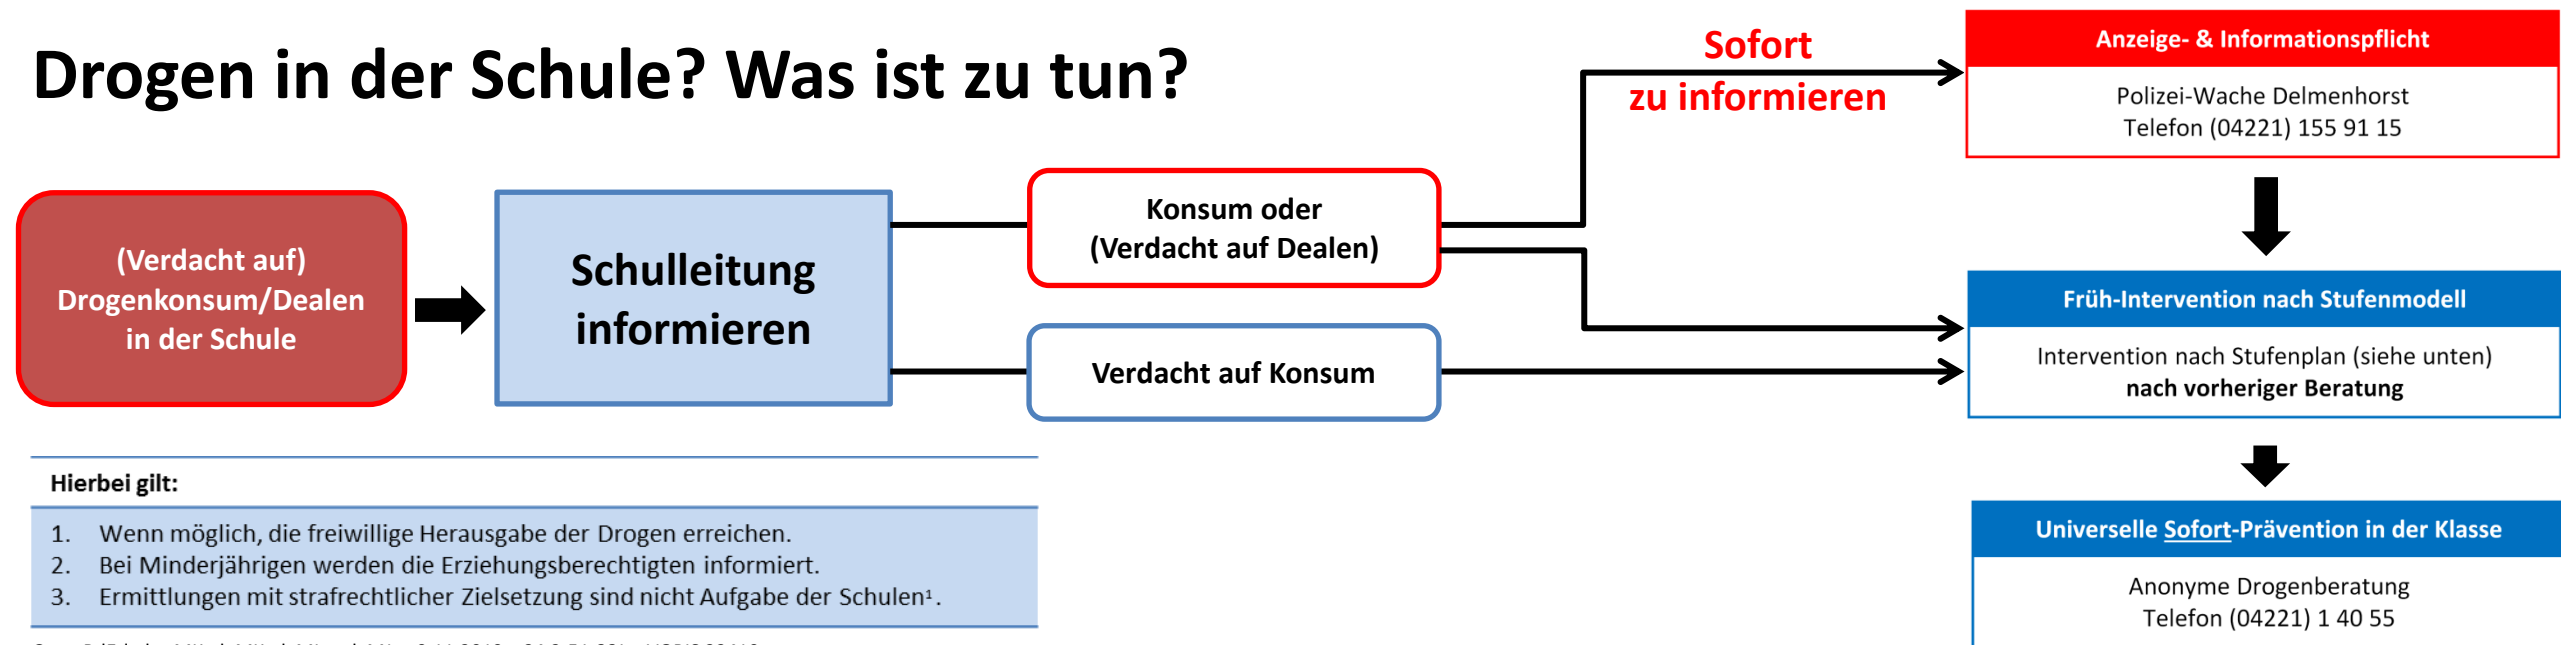 Drogen in der Schule? Was ist zu tun?
Sofort
zu informieren
Anzeige- & Informationspflicht
Polizei-Wache Delmenhorst
Telefon (04221) 155 91 15
(Verdacht auf)
Drogenkonsum/Dealen
in der Schule
Schulleitung
informieren
Konsum oder
(Verdacht auf Dealen)
Verdacht auf Konsum
Früh-Intervention nach Stufenmodell
Intervention nach Stufenplan (siehe unten)
nach vorheriger Beratung
Hierbei gilt:
1. Wenn möglich, die freiwillige Herausgabe der Drogen erreichen.
2. Bei Minderjährigen werden die Erziehungsberechtigten informiert.
3. Ermittlungen mit strafrechtlicher Zielsetzung sind nicht Aufgabe der Schulen¹.
Universelle Sofort-Prävention in der Klasse
Anonyme Drogenberatung
Telefon (04221) 1 40 55